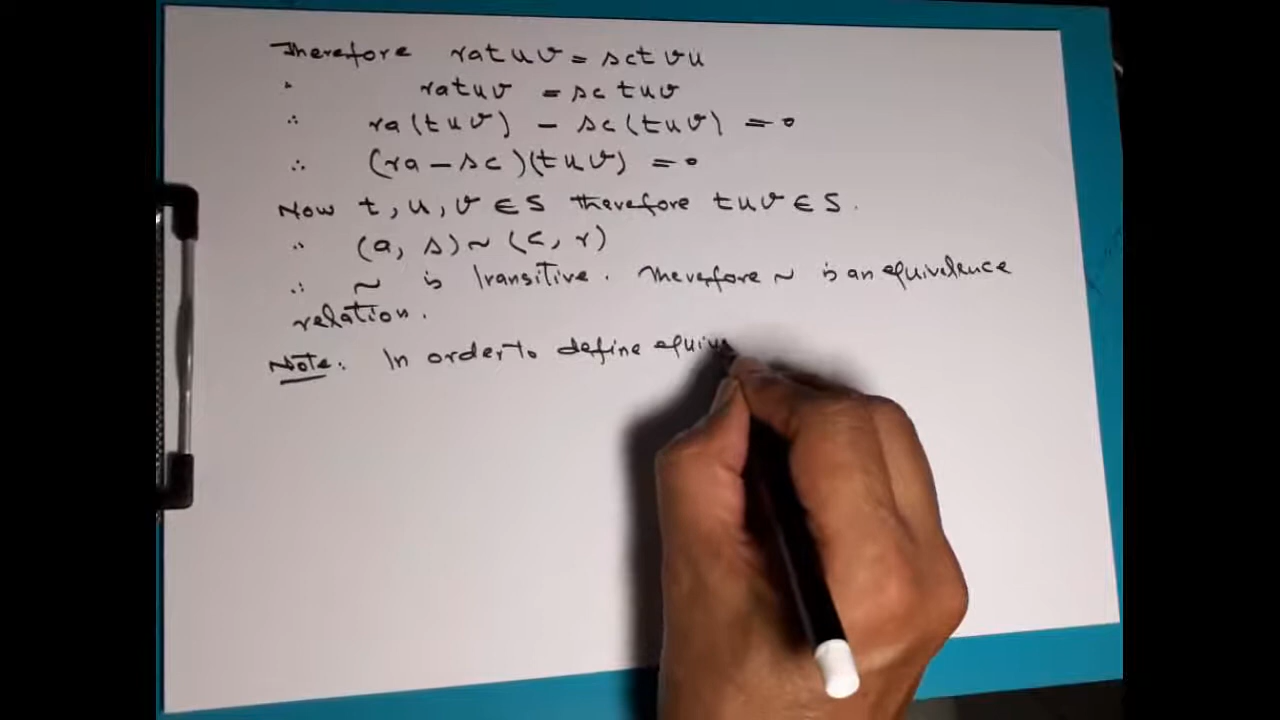 Therefore ratuv = sctvu
∴ ratuv = sctuv
∴ ra(tuv) - sc(tuv) = 0
∴ (ra - sc)(tuv) = 0
Now t, u, v ∈ S Therefore tuv ∈ S.
∴ (a, s) ~ (c, r)
∴ ~ is Transitive. Therefore ~ is an equivalence
relation.
Note: In order to define equiv